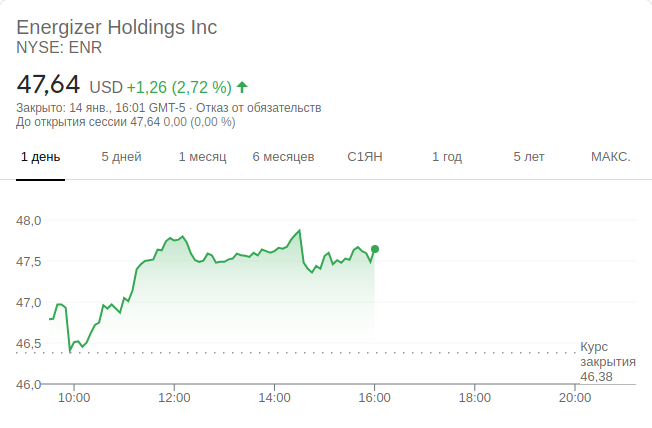 Energizer Holdings Inc
NYSE: ENR
47,64 USD +1,26 (2,72 %)
Закрыто: 14 янв., 16:01 GMT-5 · Отказ от обязательств
До открытия сессии 47,64 0,00 (0,00 %)
1 день 5 дней 1 месяц 6 месяцев С1ЯН 1 год 5 лет МАКС.
48,0
47,5
47,0
46,5
Курс
закрытия
46,38
46,0
10:00 12:00 14:00 16:00 18:00 20:00